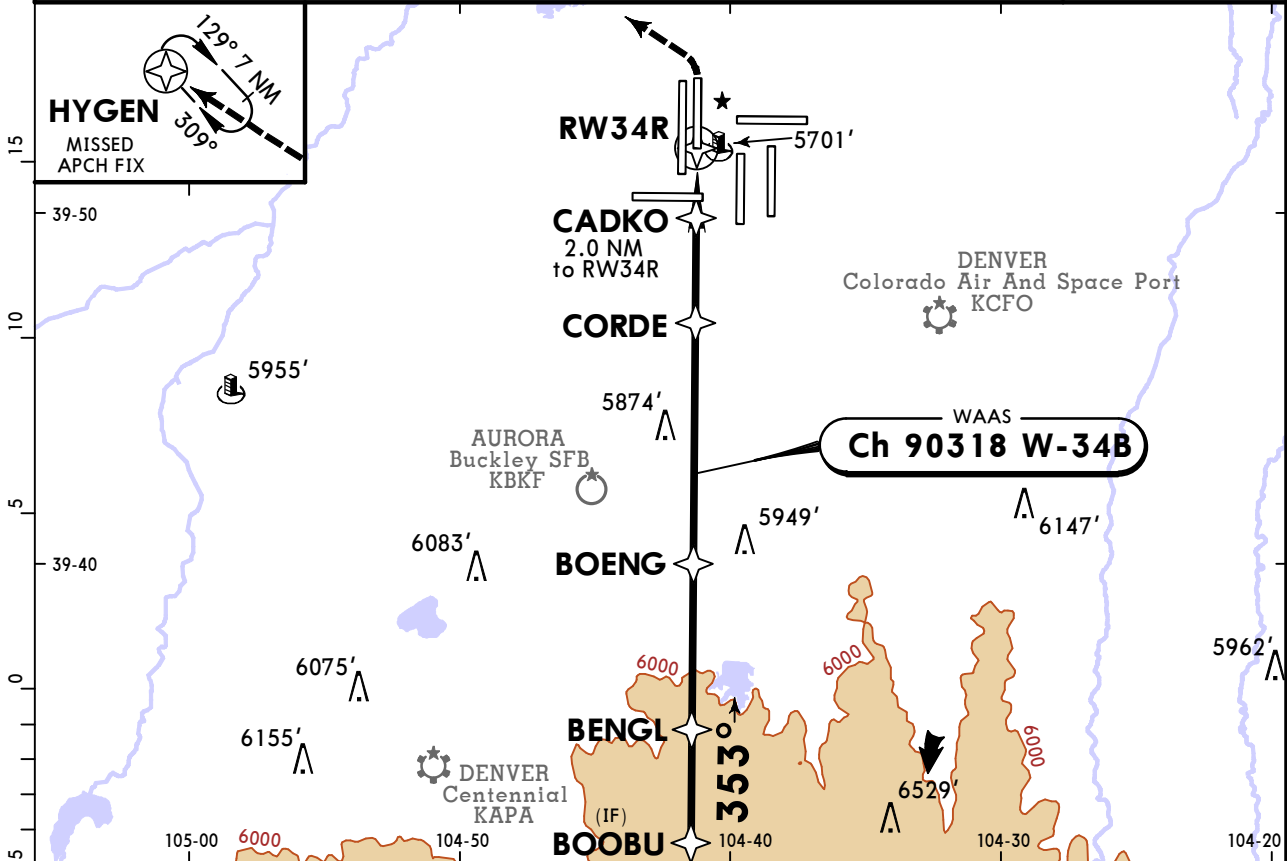 129° 7 NM
HYGEN
309°
MISSED
APCH FIX
RW34R
5701'
15
39-50
CADKO
2.0 NM
to RW34R
DENVER
Colorado Air And Space Port
KCFO
10
CORDE
5955'
5874'
WAAS
Ch 90318 W-34B
AURORA
Buckley SFB
KBKF
5
5949'
6147'
6083'
39-40
BOENG
5962'
6000
6000
6075'
0
BENGL
353°
6000
6155'
DENVER
Centennial
KAPA
6529'
(IF)
BOOBU
6000
5
105-00
104-50
104-40
104-30
104-20